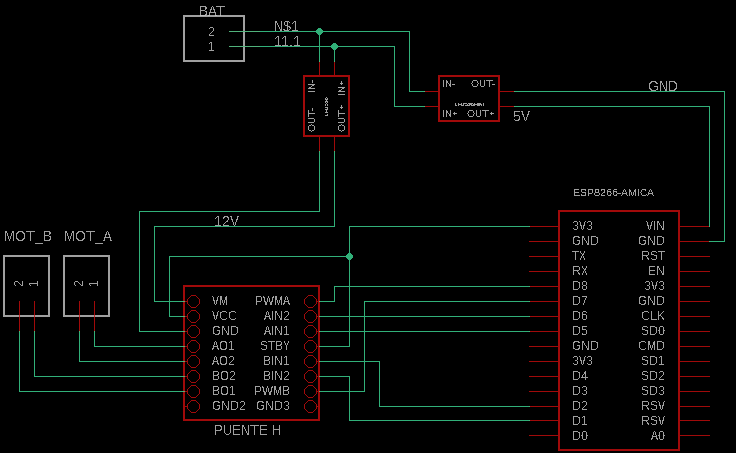 BAT
2
1
N$1
11.1
IN-
IN+
OUT-
OUT+
IN-
OUT-
IN+
OUT+
GND
5V
12V
MOT_B
MOT_A
2
1
2
1
VM
VCC
GND
AO1
AO2
BO2
BO1
GND2
PWMA
AIN2
AIN1
STBY
BIN1
BIN2
PWMB
GND3
PUENTE H
ESP8266-AMICA
3V3
GND
TX
RX
D8
D7
D6
D5
GND
3V3
D4
D3
D2
D1
D0
VIN
GND
RST
EN
3V3
GND
CLK
SD0
CMD
SD1
SD2
SD3
RSV
RSV
A0